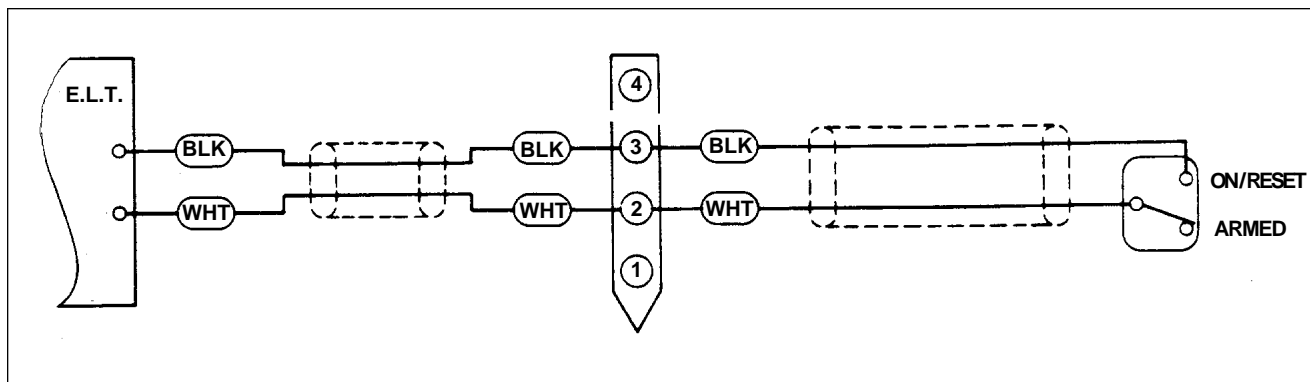 E.L.T.
4
BLK
BLK
3
BLK
ON/RESET
WHT
WHT
2
WHT
ARMED
1